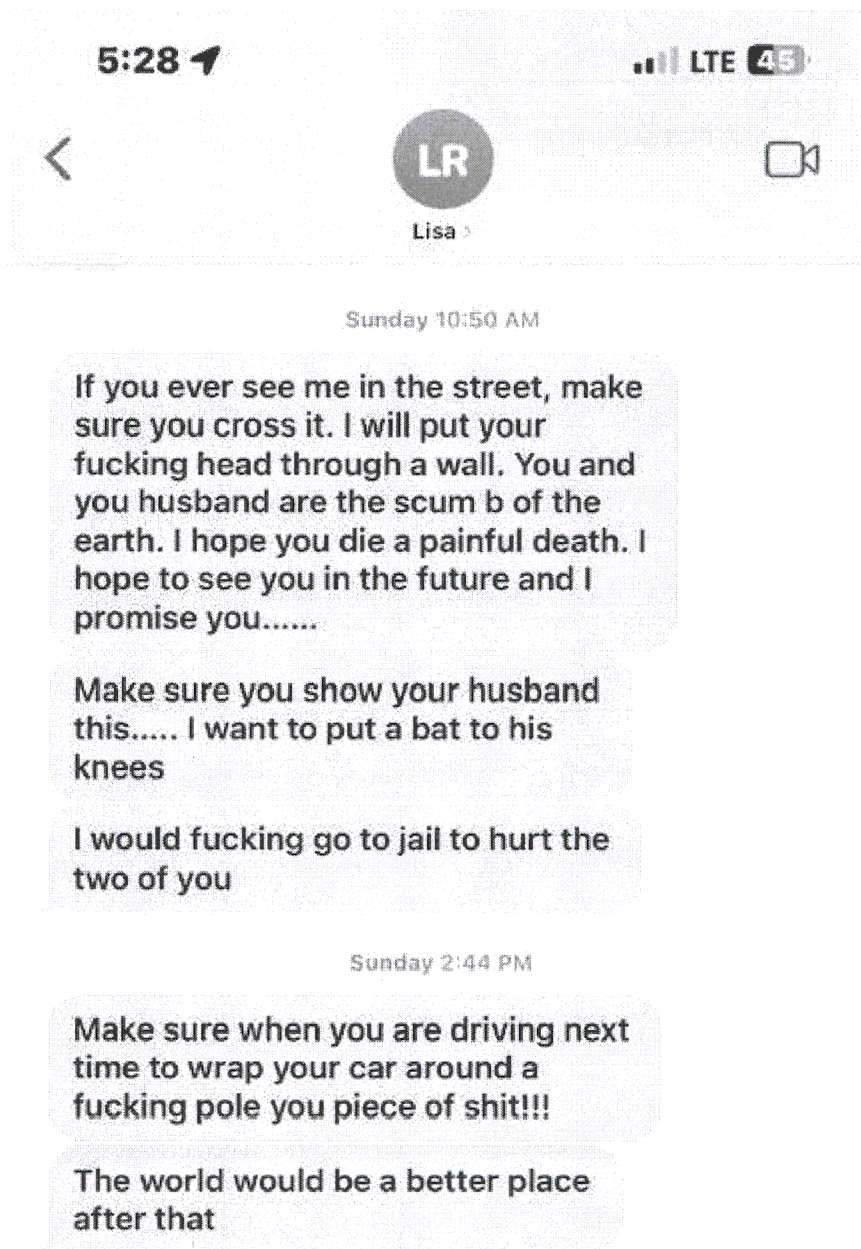 5:28
LTE 45
LR
Lisa
Sunday 10:50 AM
If you ever see me in the street, make
sure you cross it. I will put your
fucking head through a wall. You and
you husband are the scum b of the
earth. I hope you die a painful death. I
hope to see you in the future and I
promise you......
Make sure you show your husband
this..... I want to put a bat to his
knees
I would fucking go to jail to hurt the
two of you
Sunday 2:44 PM
Make sure when you are driving next
time to wrap your car around a
fucking pole you piece of shit!!!
The world would be a better place
after that